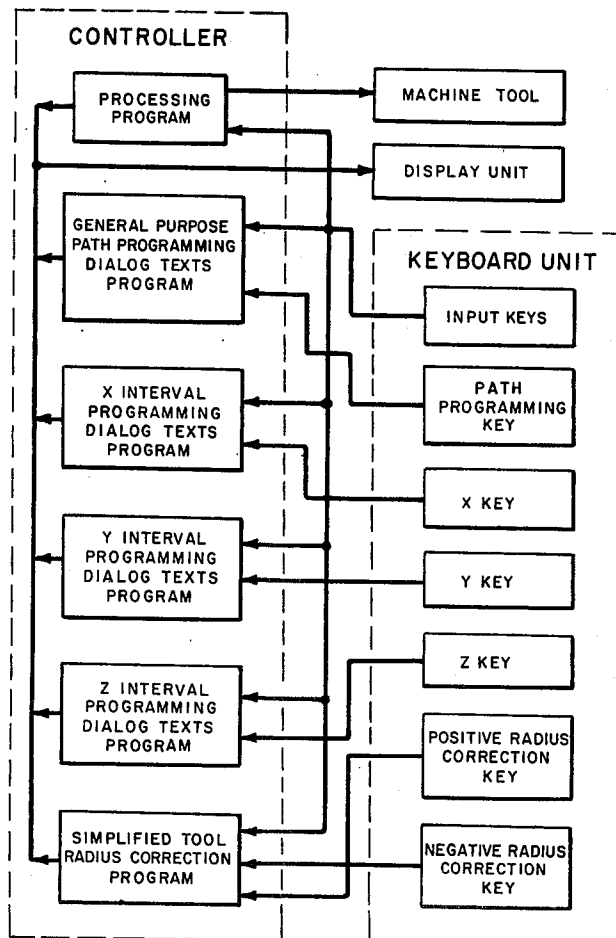 CONTROLLER
PROCESSING
PROGRAM
MACHINE TOOL
DISPLAY UNIT
GENERAL PURPOSE
PATH PROGRAMMING
DIALOG TEXTS
PROGRAM
KEYBOARD UNIT
INPUT KEYS
X INTERVAL
PROGRAMMING
DIALOG TEXTS
PROGRAM
PATH
PROGRAMMING
KEY
X KEY
Y INTERVAL
PROGRAMMING
DIALOG TEXTS
PROGRAM
Y KEY
Z INTERVAL
PROGRAMMING
DIALOG TEXTS
PROGRAM
Z KEY
POSITIVE RADIUS
CORRECTION
KEY
SIMPLIFIED TOOL
RADIUS CORRECTION
PROGRAM
NEGATIVE RADIUS
CORRECTION
KEY